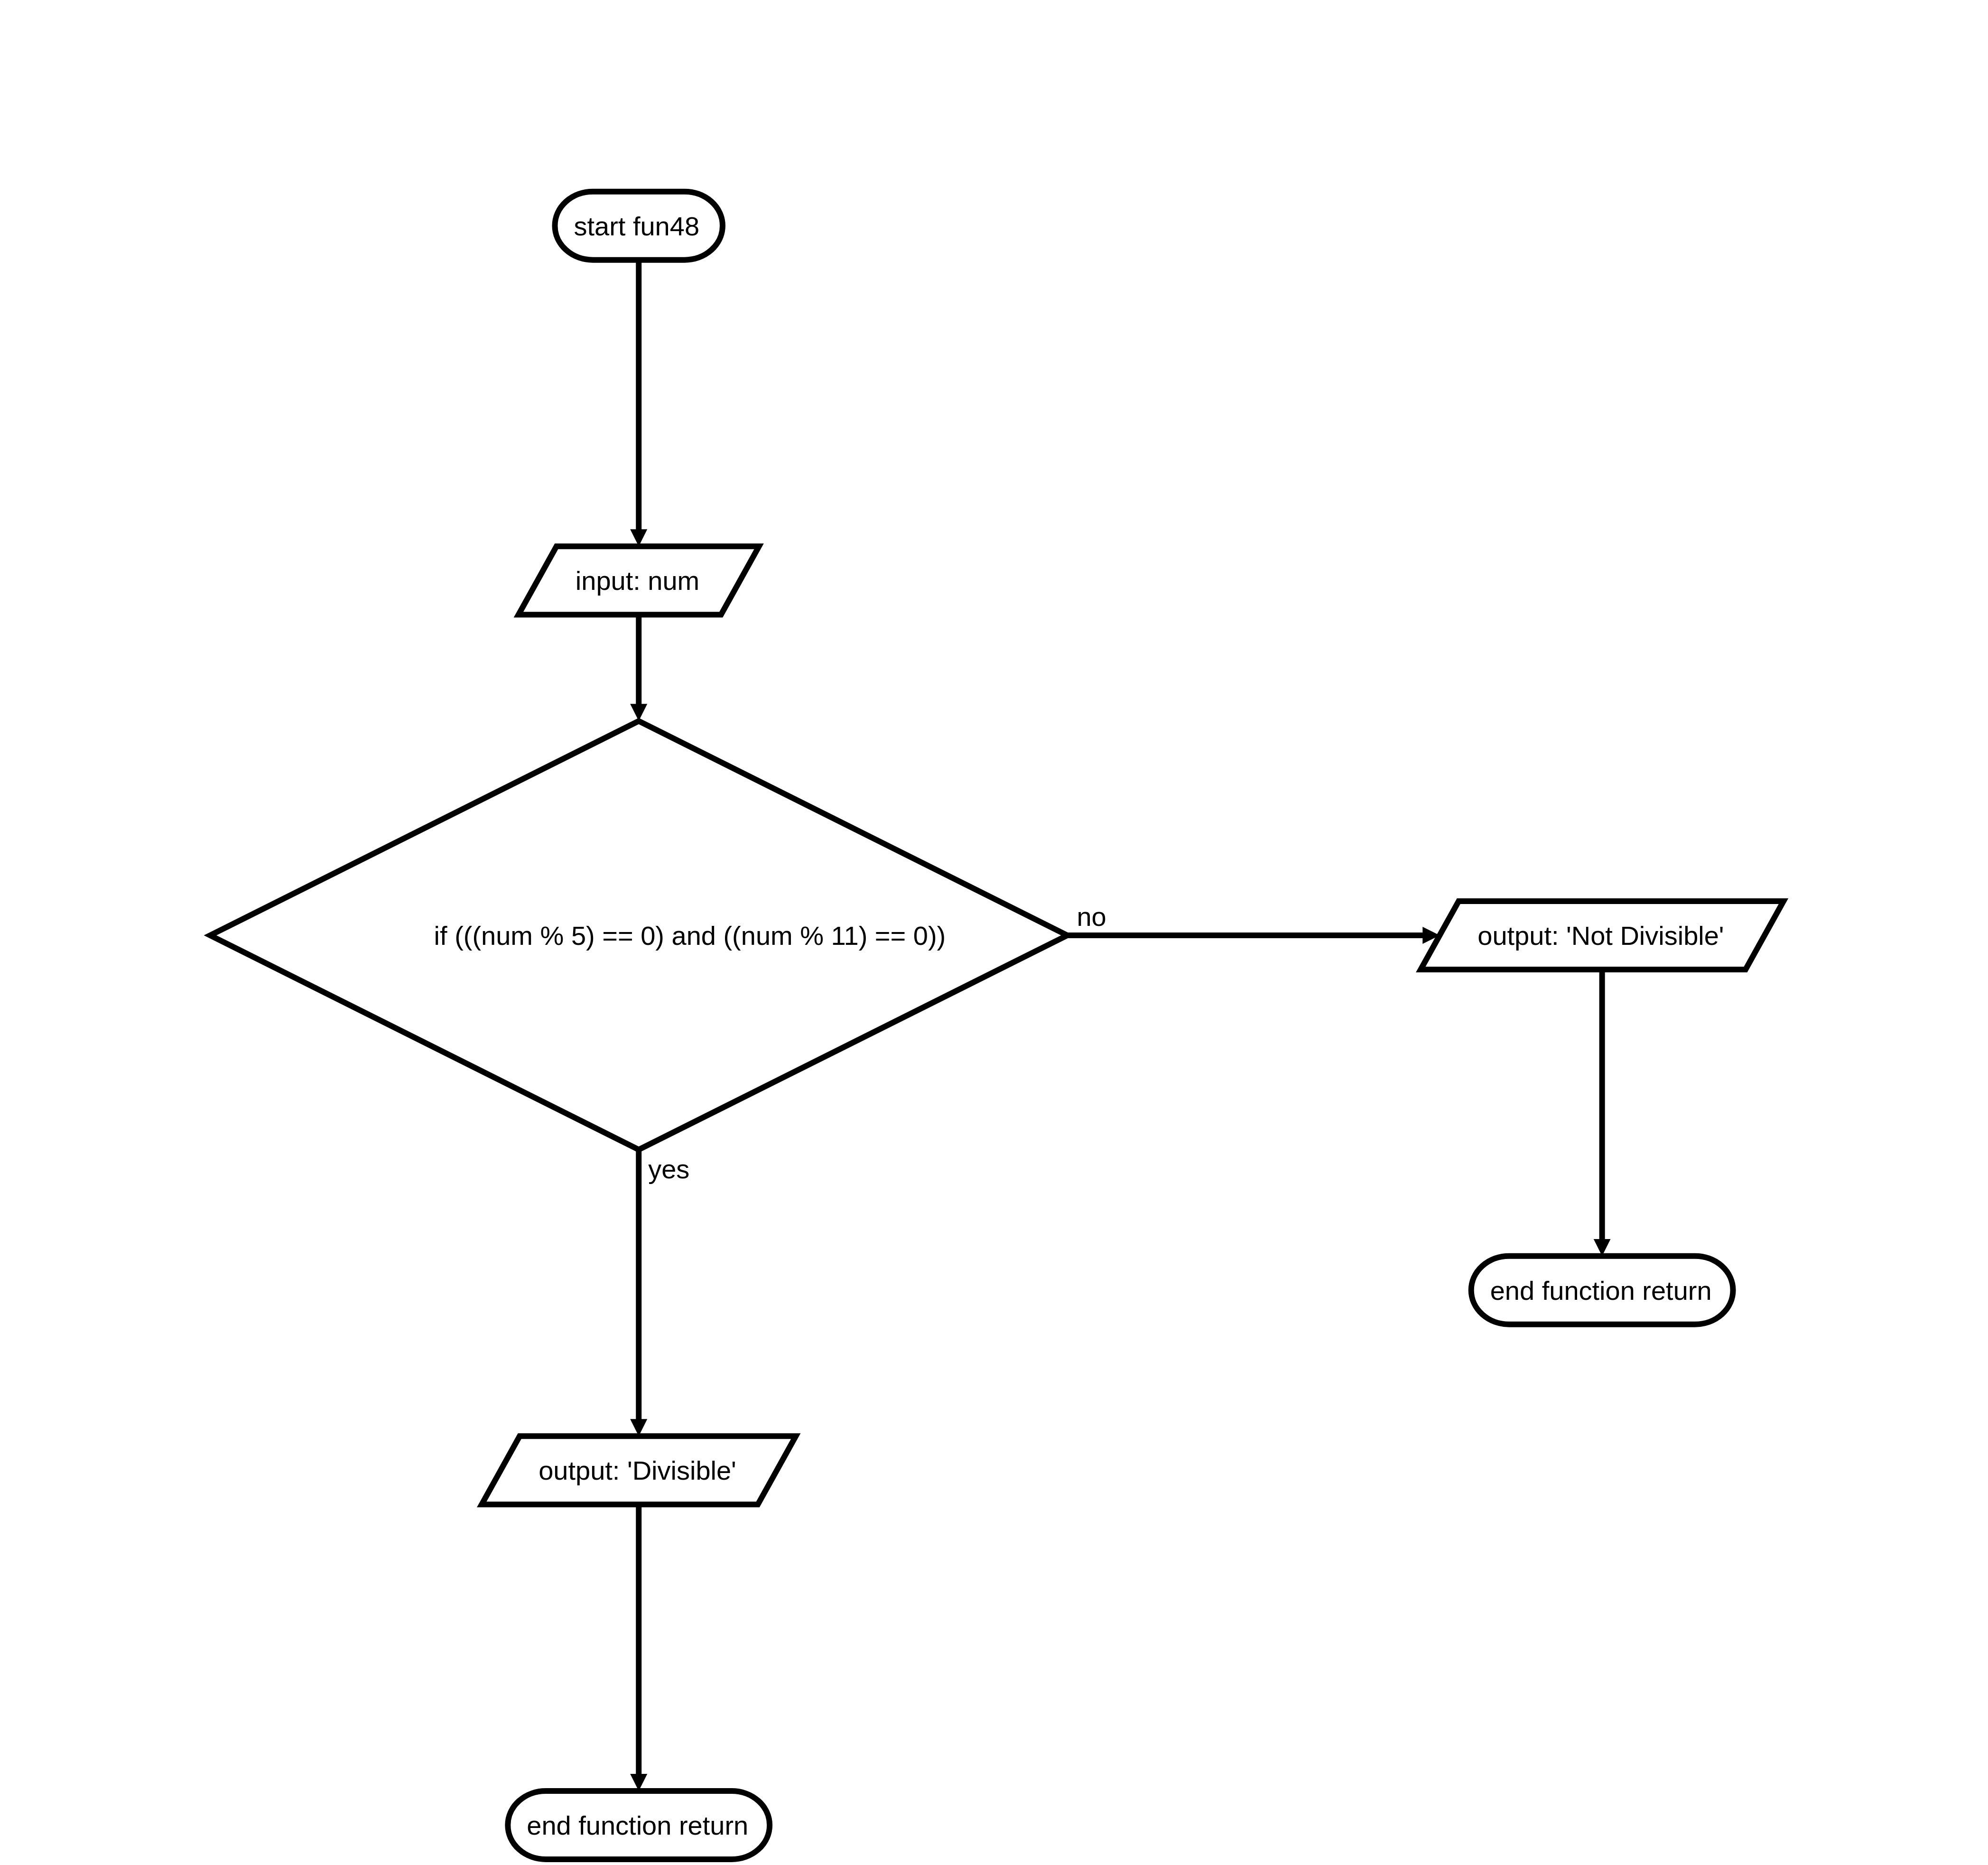 start fun48
input: num
if (((num % 5) == 0) and ((num % 11) == 0))
no
output: 'Not Divisible'
yes
end function return
output: 'Divisible'
end function return